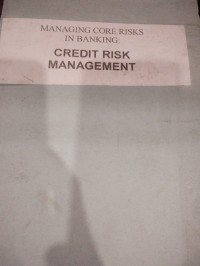 MANAGING CORE RISKS
IN BANKING:
CREDIT RISK
MANAGEMENT